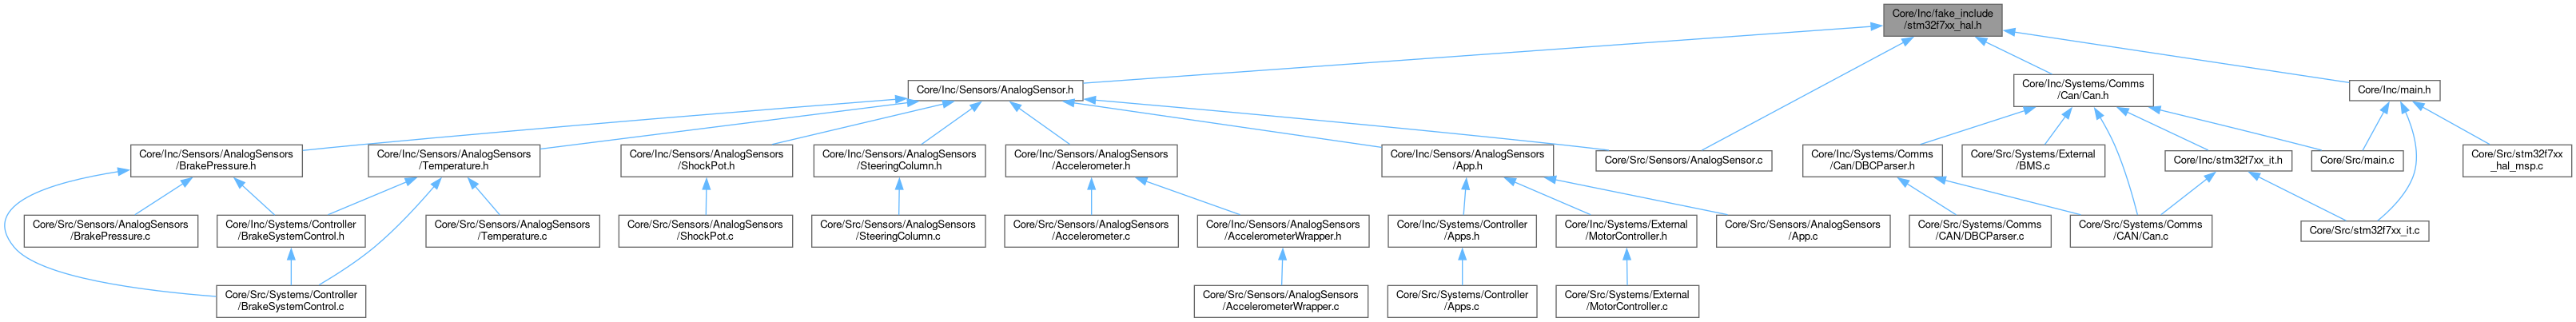 Core/Inc/fake_include
/stm32f7xx_hal.h
Core/Inc/Sensors/AnalogSensor.h
Core/Inc/Systems/Comms
/Can/Can.h
Core/Inc/main.h
Core/Inc/Sensors/AnalogSensors
/BrakePressure.h
Core/Inc/Sensors/AnalogSensors
/Temperature.h
Core/Inc/Sensors/AnalogSensors
/ShockPot.h
Core/Inc/Sensors/AnalogSensors
/SteeringColumn.h
Core/Inc/Sensors/AnalogSensors
/Accelerometer.h
Core/Inc/Sensors/AnalogSensors
/App.h
Core/Src/Sensors/AnalogSensor.c
Core/Inc/Systems/Comms
/Can/DBCParser.h
Core/Src/Systems/External
/BMS.c
Core/Inc/stm32f7xx_it.h
Core/Src/main.c
Core/Src/stm32f7xx
_hal_msp.c
Core/Src/Sensors/AnalogSensors
/BrakePressure.c
Core/Inc/Systems/Controller
/BrakeSystemControl.h
Core/Src/Sensors/AnalogSensors
/Temperature.c
Core/Src/Sensors/AnalogSensors
/ShockPot.c
Core/Src/Sensors/AnalogSensors
/SteeringColumn.c
Core/Src/Sensors/AnalogSensors
/Accelerometer.c
Core/Inc/Sensors/AnalogSensors
/AccelerometerWrapper.h
Core/Inc/Systems/Controller
/Apps.h
Core/Inc/Systems/External
/MotorController.h
Core/Src/Sensors/AnalogSensors
/App.c
Core/Src/Systems/Comms
/CAN/DBCParser.c
Core/Src/Systems/Comms
/CAN/Can.c
Core/Src/stm32f7xx_it.c
Core/Src/Systems/Controller
/BrakeSystemControl.c
Core/Src/Sensors/AnalogSensors
/AccelerometerWrapper.c
Core/Src/Systems/Controller
/Apps.c
Core/Src/Systems/External
/MotorController.c